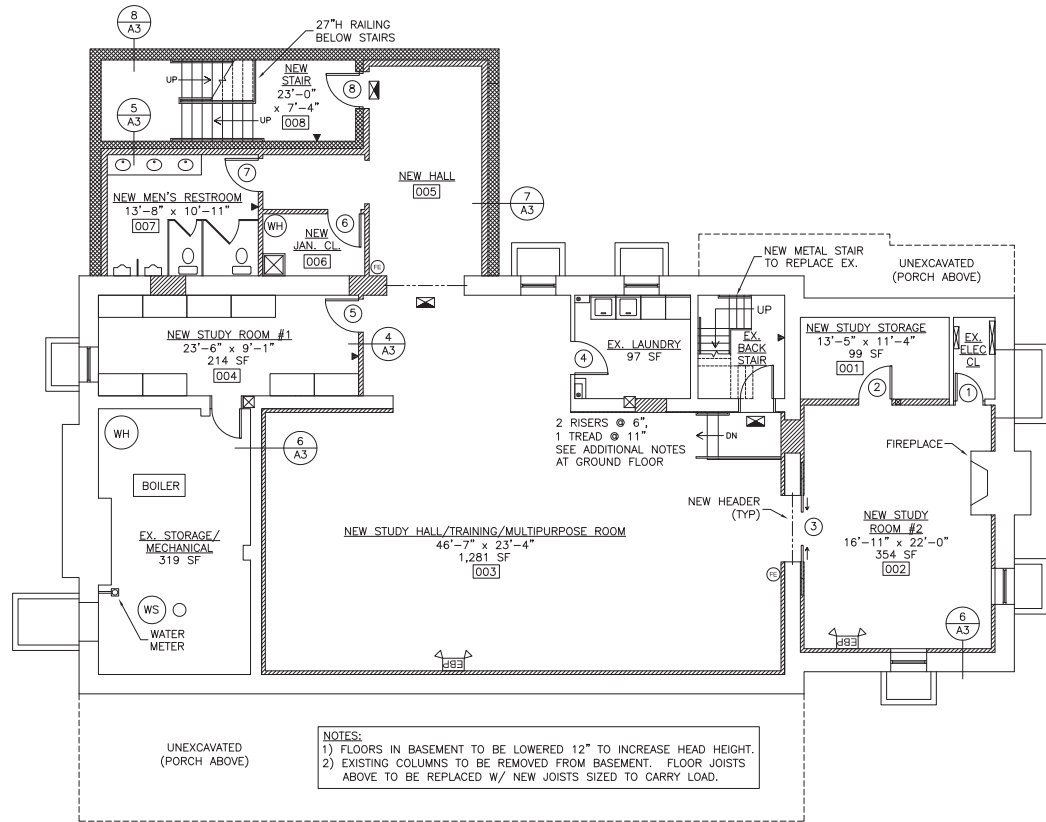 8
A3
27"H RAILING
BELOW STAIRS
UP
NEW
STAIR
23'-0"
x 7'-4"
008
8
5
A3
UP
7
NEW HALL
005
7
A3
NEW MEN'S RESTROOM
13'-8" x 10'-11"
007
WH
NEW
JAN. CL.
006
6
FE
NEW METAL STAIR
TO REPLACE EX.
UNEXCAVATED
(PORCH ABOVE)
5
NEW STUDY ROOM #1
23'-6" x 9'-1"
214 SF
004
4
A3
EX. LAUNDRY
97 SF
4
UP
EX.
BACK
STAIR
NEW STUDY STORAGE
13'-5" x 11'-4"
99 SF
001
2
EX.
ELEC
CL
1
WH
6
A3
2 RISERS @ 6",
1 TREAD @ 11"
SEE ADDITIONAL NOTES
AT GROUND FLOOR
DN
FIREPLACE
BOILER
NEW HEADER
(TYP)
3
EX. STORAGE/
MECHANICAL
319 SF
NEW STUDY HALL/TRAINING/MULTIPURPOSE ROOM
46'-7" x 23'-4"
1,281 SF
003
NEW STUDY
ROOM #2
16'-11" x 22'-0"
354 SF
002
FE
WS
WATER
METER
6
A3
EBP
EBP
UNEXCAVATED
(PORCH ABOVE)
NOTES:
1) FLOORS IN BASEMENT TO BE LOWERED 12" TO INCREASE HEAD HEIGHT.
2) EXISTING COLUMNS TO BE REMOVED FROM BASEMENT. FLOOR JOISTS
ABOVE TO BE REPLACED W/ NEW JOISTS SIZED TO CARRY LOAD.